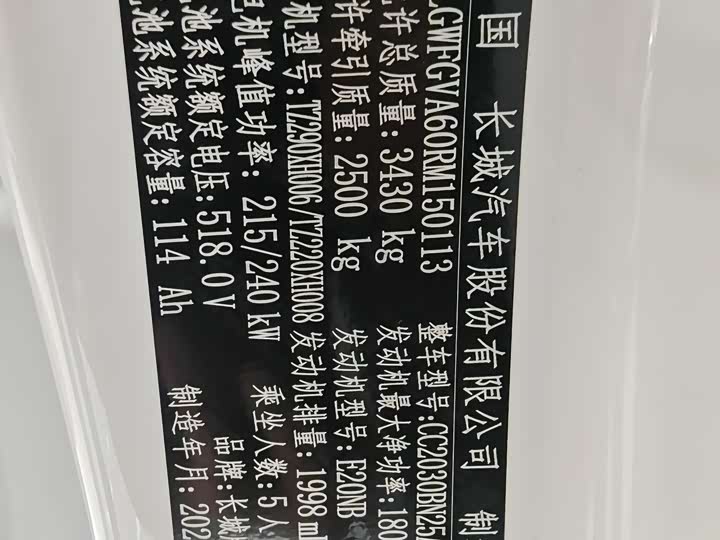 国 长城汽车股份有限公司 制
GWFGVA60RM150113 整车型号:CC2030BN25
许总质量: 3430 kg 发动机最大净功率:180
许牵引质量: 2500 kg 发动机型号:E20NB
机型号:TZ290XH006/TZ220XH008 发动机排量:1998 ml
机峰值功率: 215/240 kW 乘坐人数:5人
池系统额定电压:518.0 V 品牌:长城
池系统额定容量:114 Ah 制造年月:202